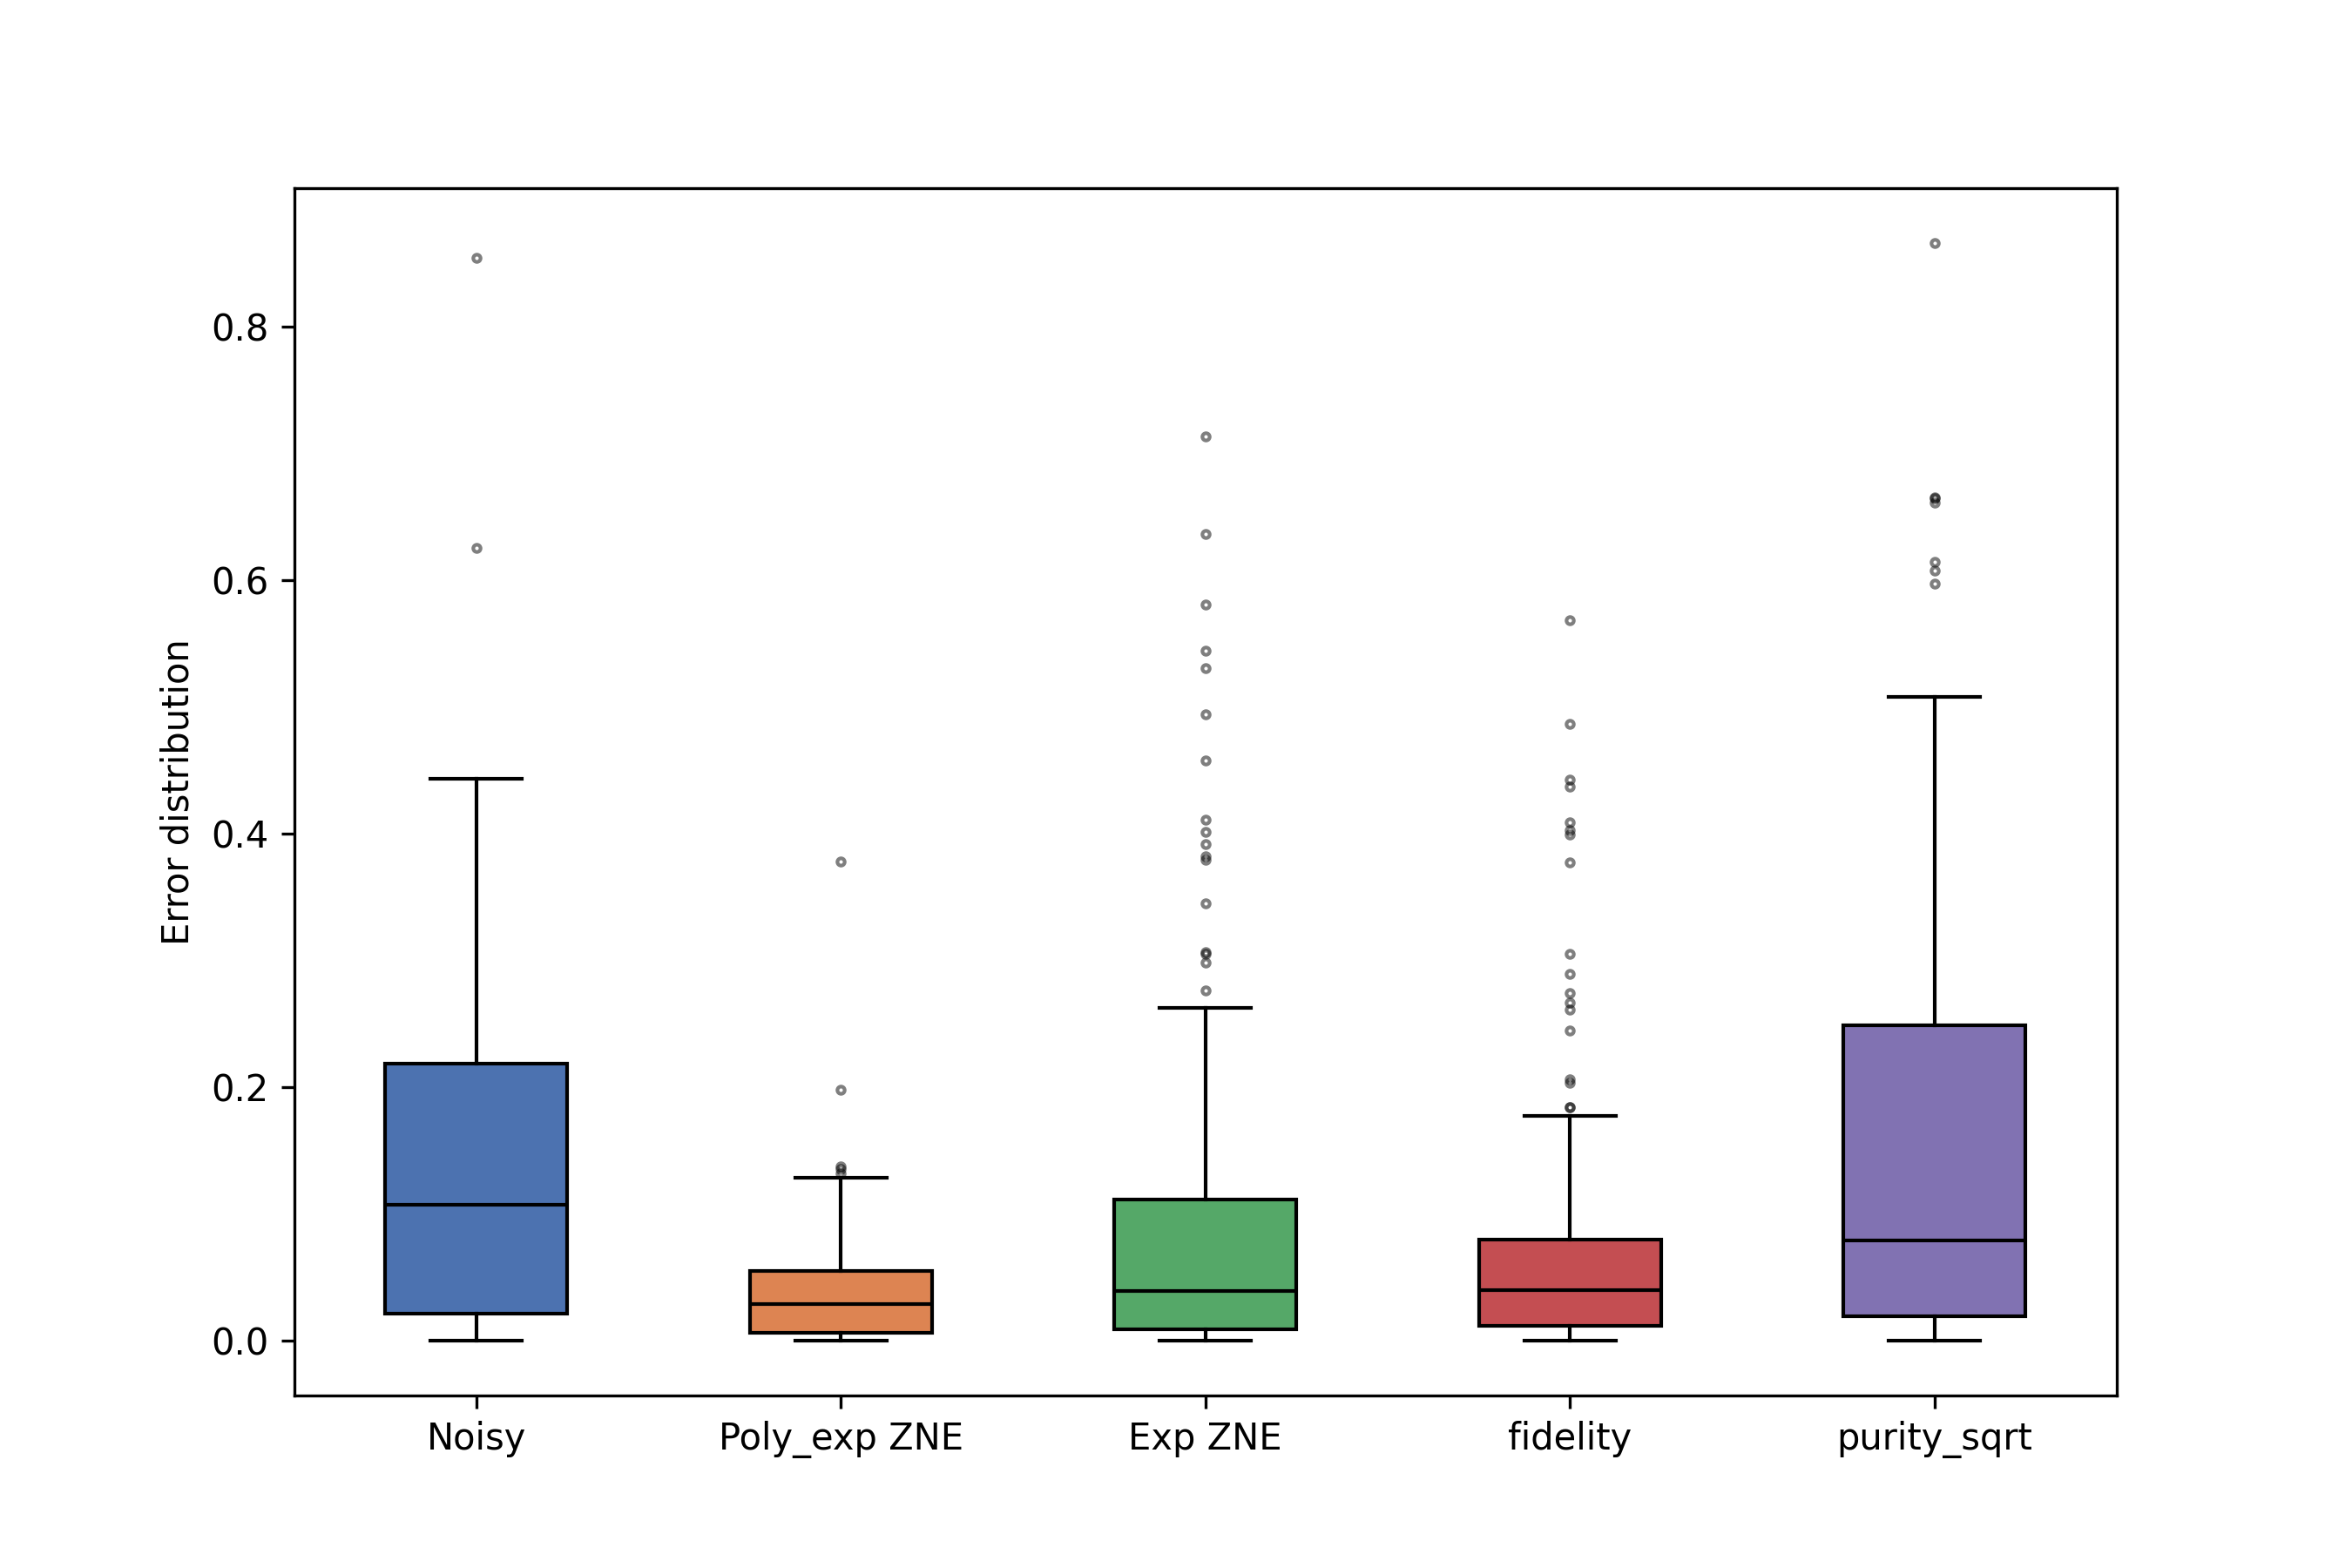 Error distribution
0.8
0.6
0.4
0.2
0.0
Noisy
Poly_exp ZNE
Exp ZNE
fidelity
purity_sqrt